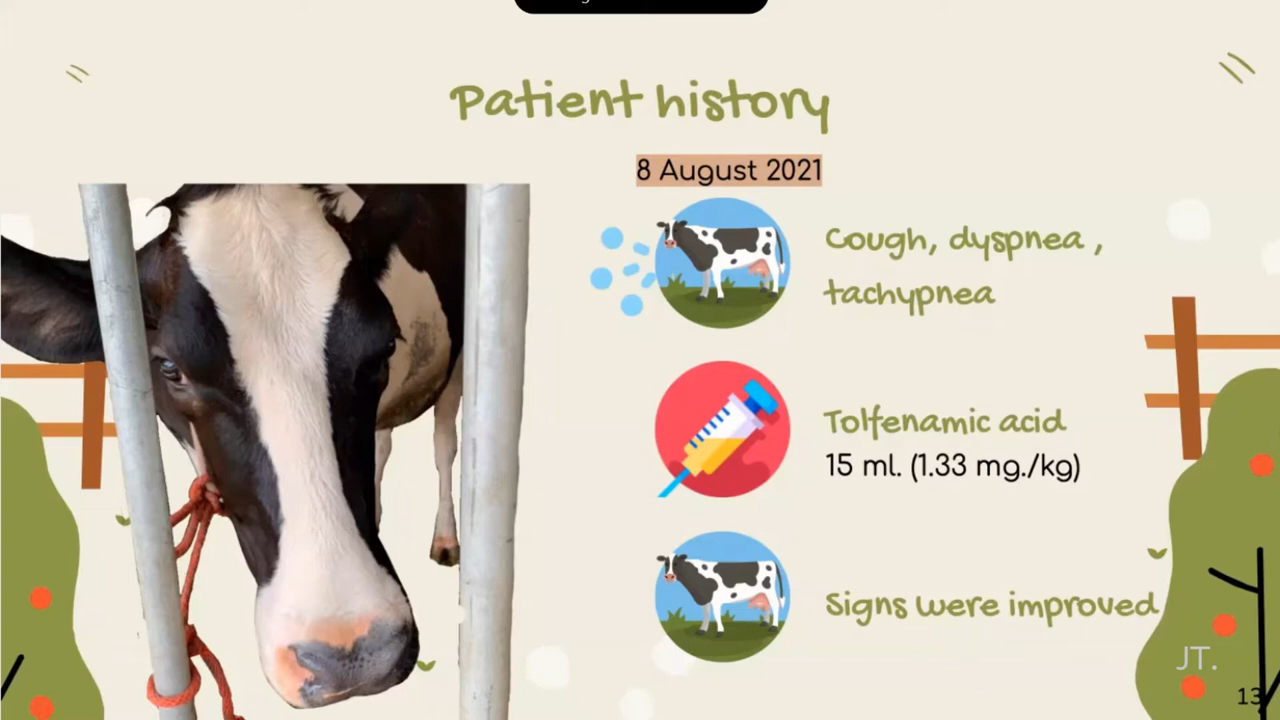 Patient history
8 August 2021
Cough, dyspnea ,
tachypnea
Tolfenamic acid
15 ml. (1.33 mg./kg)
Signs were improved
JT.
13